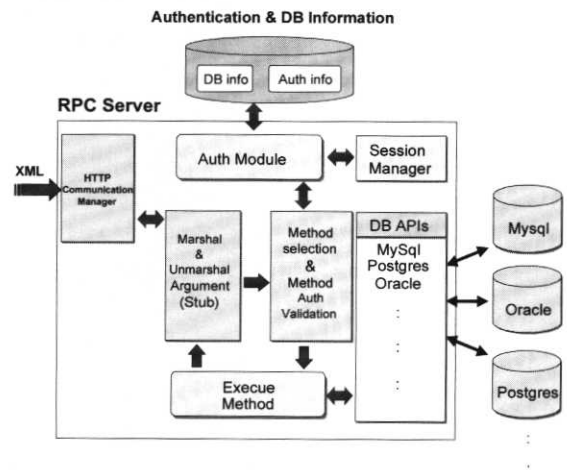 Authentication & DB Information
DB info
Auth info
RPC Server
XML
HTTP
Communication
Manager
Auth Module
Session
Manager
Marshal
&
Unmarshal
Argument
(Stub)
Method
selection
&
Method
Auth
Validation
DB APIs
MySql
Postgres
Oracle
:
:
:
Execue
Method
Mysql
Oracle
Postgres
:
.